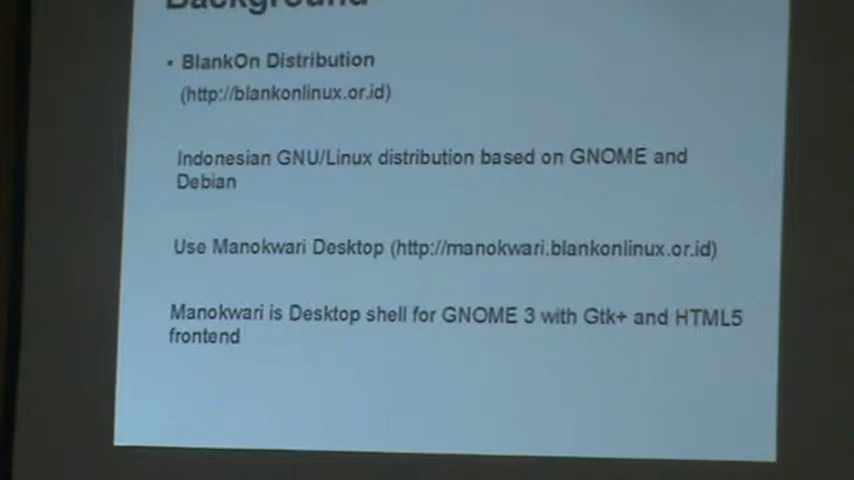 Background
• BlankOn Distribution
(http://blankonlinux.or.id)
Indonesian GNU/Linux distribution based on GNOME and
Debian
Use Manokwari Desktop (http://manokwari.blankonlinux.or.id)
Manokwari is Desktop shell for GNOME 3 with Gtk+ and HTML5
frontend